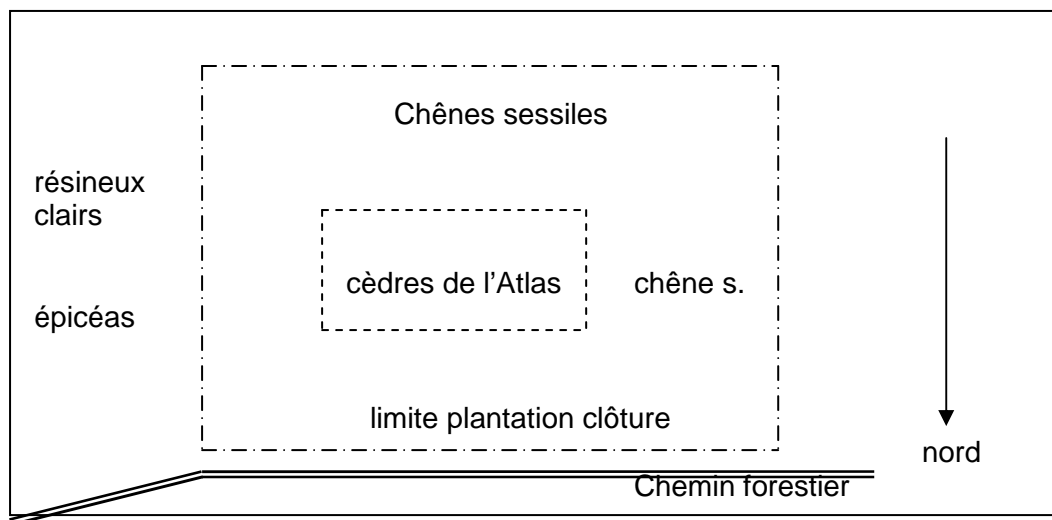 Chênes sessiles
résineux
clairs
cèdres de l’Atlas
chêne s.
épicéas
limite plantation clôture
nord
Chemin forestier